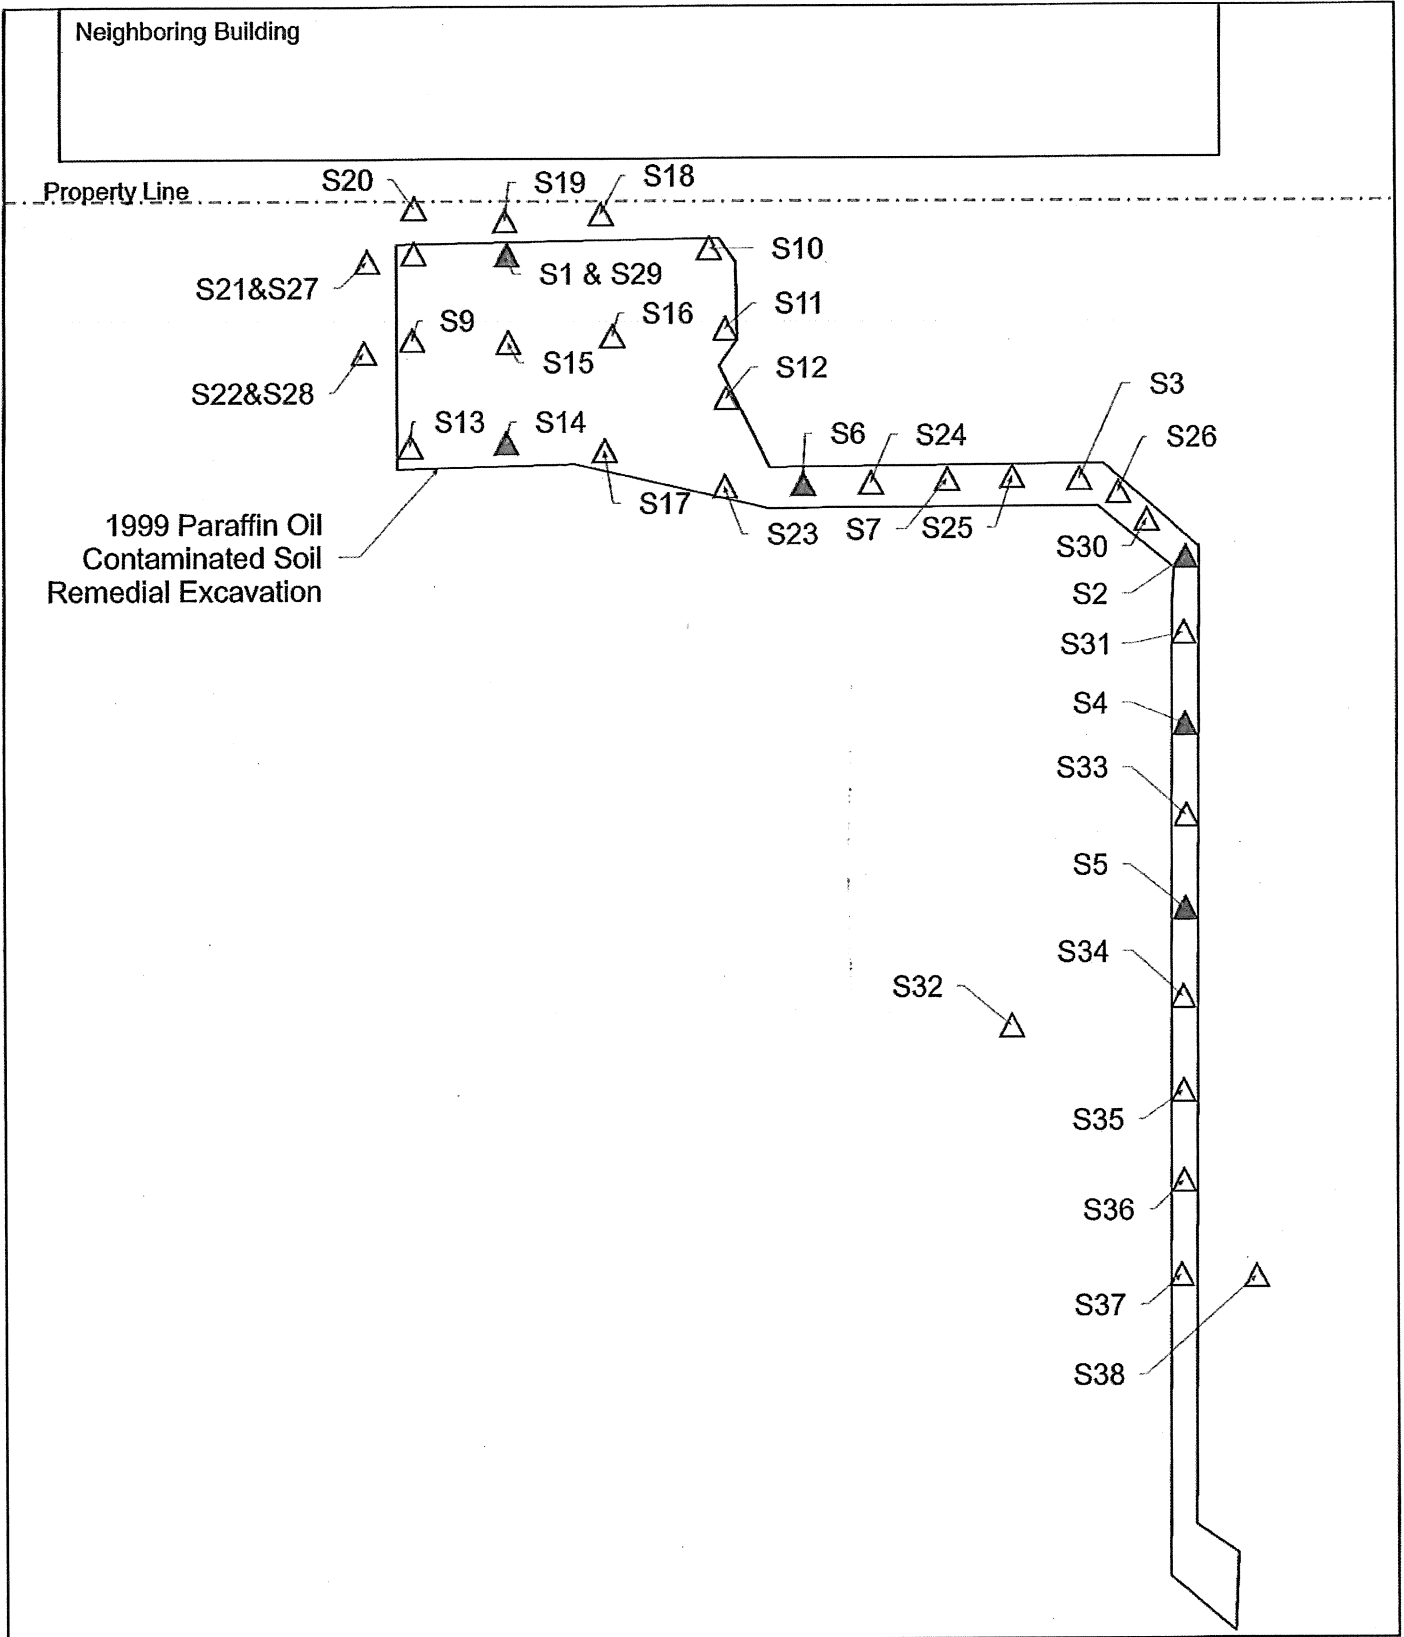 Neighboring Building
Property Line
S20
S19
S18
S10
S21&S27
S1 & S29
S11
S9
S16
S15
S12
S22&S28
S13
S14
S3
S6
S24
S26
S17
S23
S7
S25
S30
1999 Paraffin Oil
Contaminated Soil
Remedial Excavation
S2
S31
S4
S33
S5
S34
S32
S35
S36
S37
S38